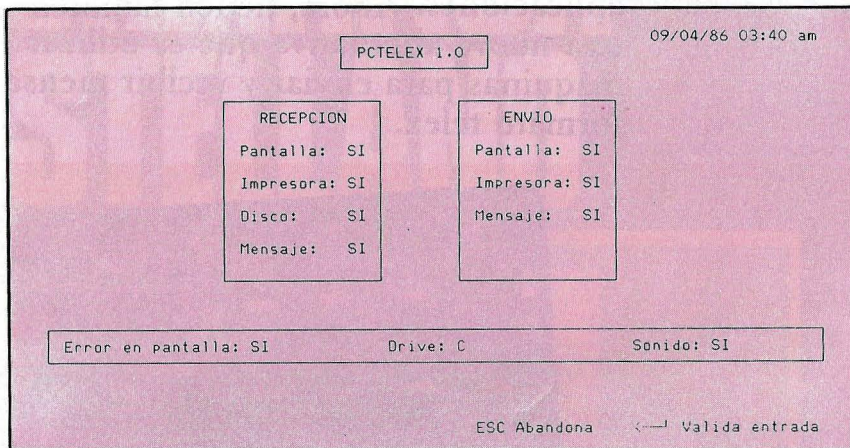 09/04/86 03:40 am
PCTELEX 1.0
RECEPCION
Pantalla: SI
Impresora: SI
Disco: SI
Mensaje: SI
ENVIO
Pantalla: SI
Impresora: SI
Mensaje: SI
Error en pantalla: SI Drive: C Sonido: SI
ESC Abandona <──┘ Valida entrada